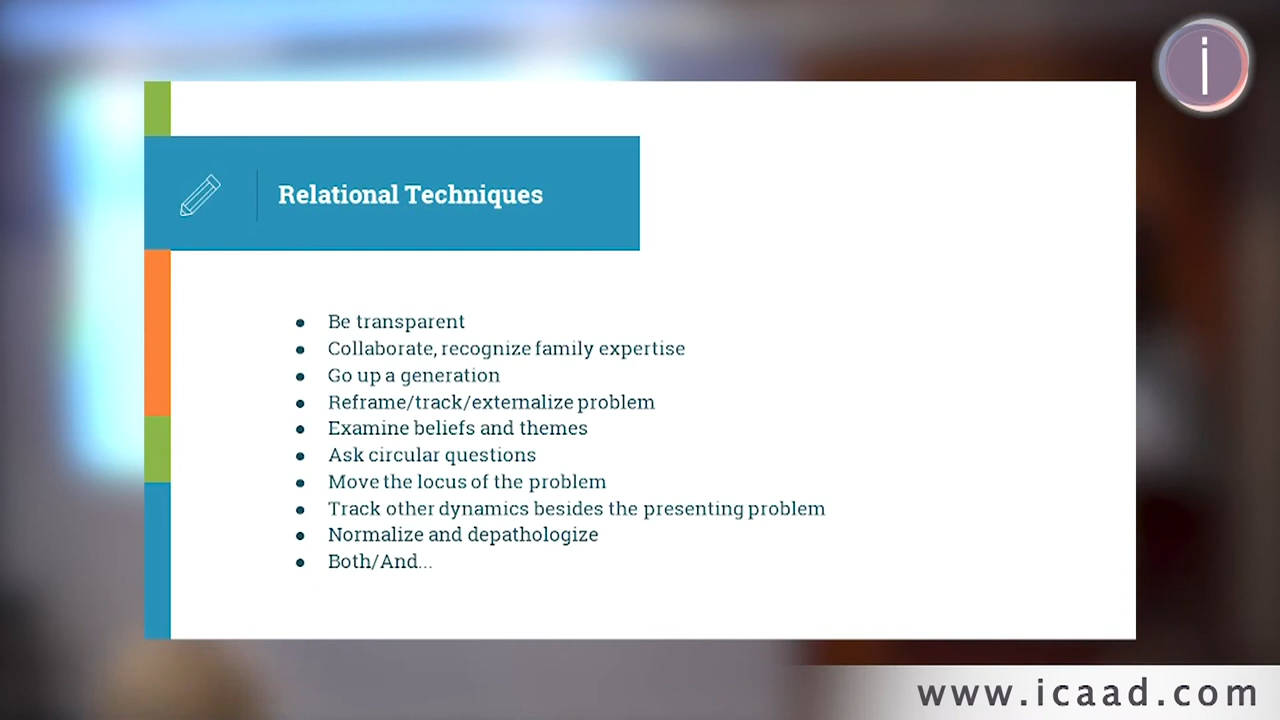 i
Relational Techniques
• Be transparent
• Collaborate, recognize family expertise
• Go up a generation
• Reframe/track/externalize problem
• Examine beliefs and themes
• Ask circular questions
• Move the locus of the problem
• Track other dynamics besides the presenting problem
• Normalize and depathologize
• Both/And...
www.icaad.com